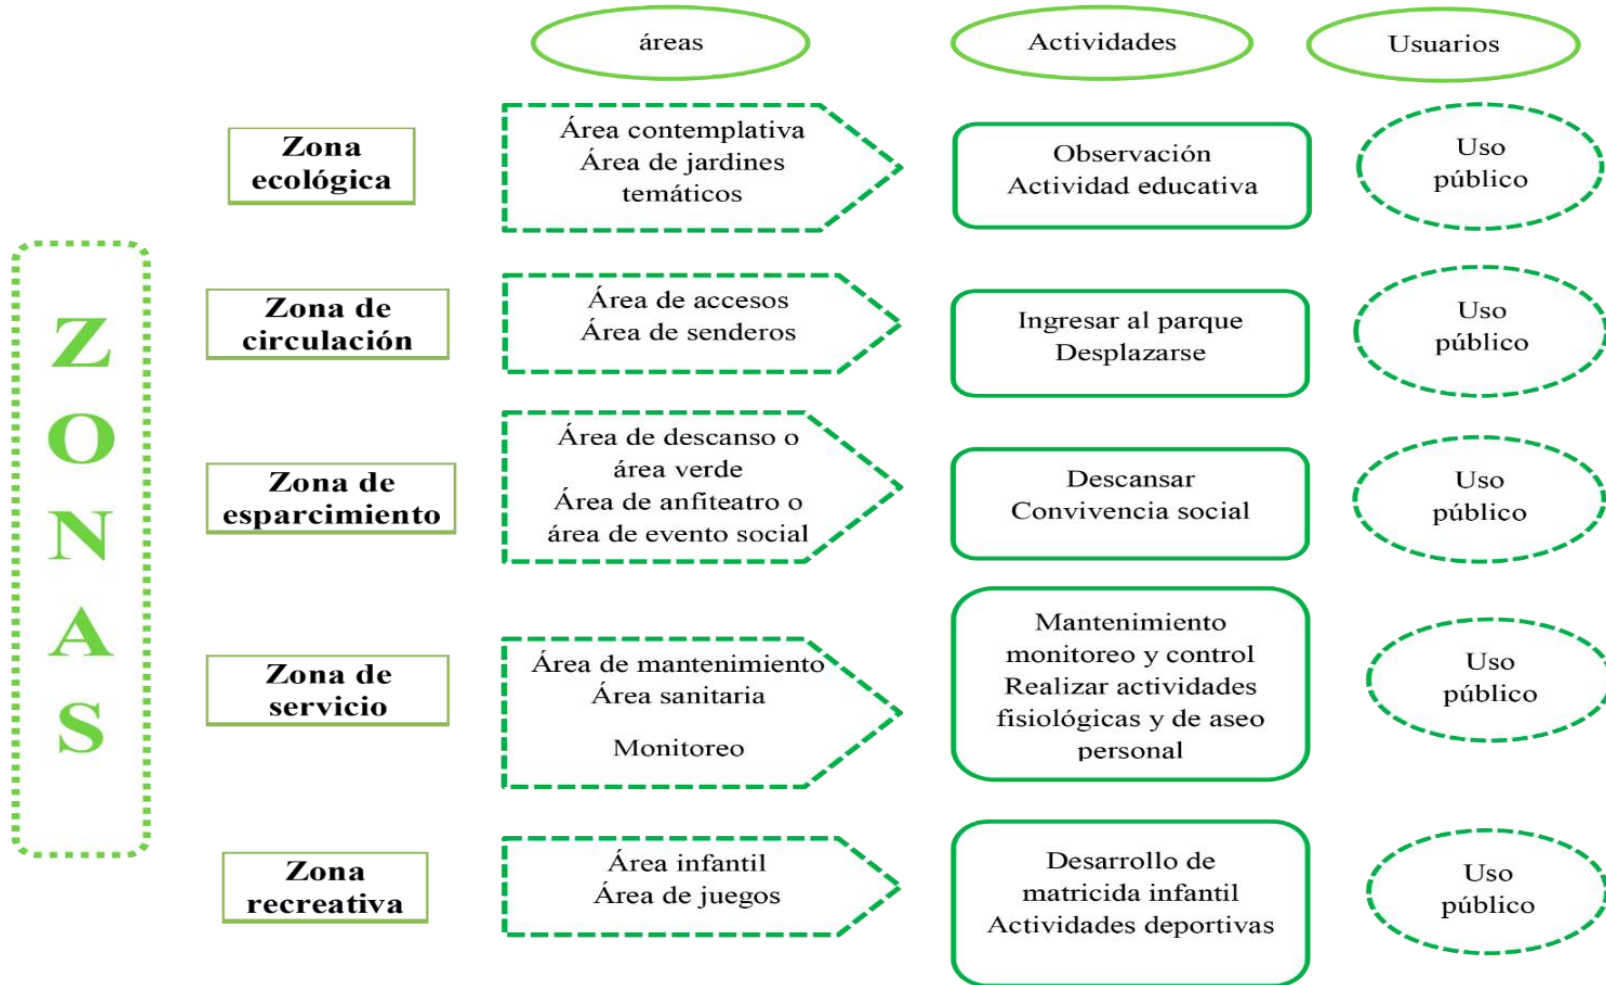 áreas
Actividades
Usuarios
ZONAS
Zona
ecológica
Área contemplativa
Área de jardines
temáticos
Observación
Actividad educativa
Uso
público
Zona de
circulación
Área de accesos
Área de senderos
Ingresar al parque
Desplazarse
Uso
público
Zona de
esparcimiento
Área de descanso o
área verde
Área de anfiteatro o
área de evento social
Descansar
Convivencia social
Uso
público
Zona de
servicio
Área de mantenimiento
Área sanitaria
Monitoreo
Mantenimiento
monitoreo y control
Realizar actividades
fisiológicas y de aseo
personal
Uso
público
Zona
recreativa
Área infantil
Área de juegos
Desarrollo de
matricida infantil
Actividades deportivas
Uso
público